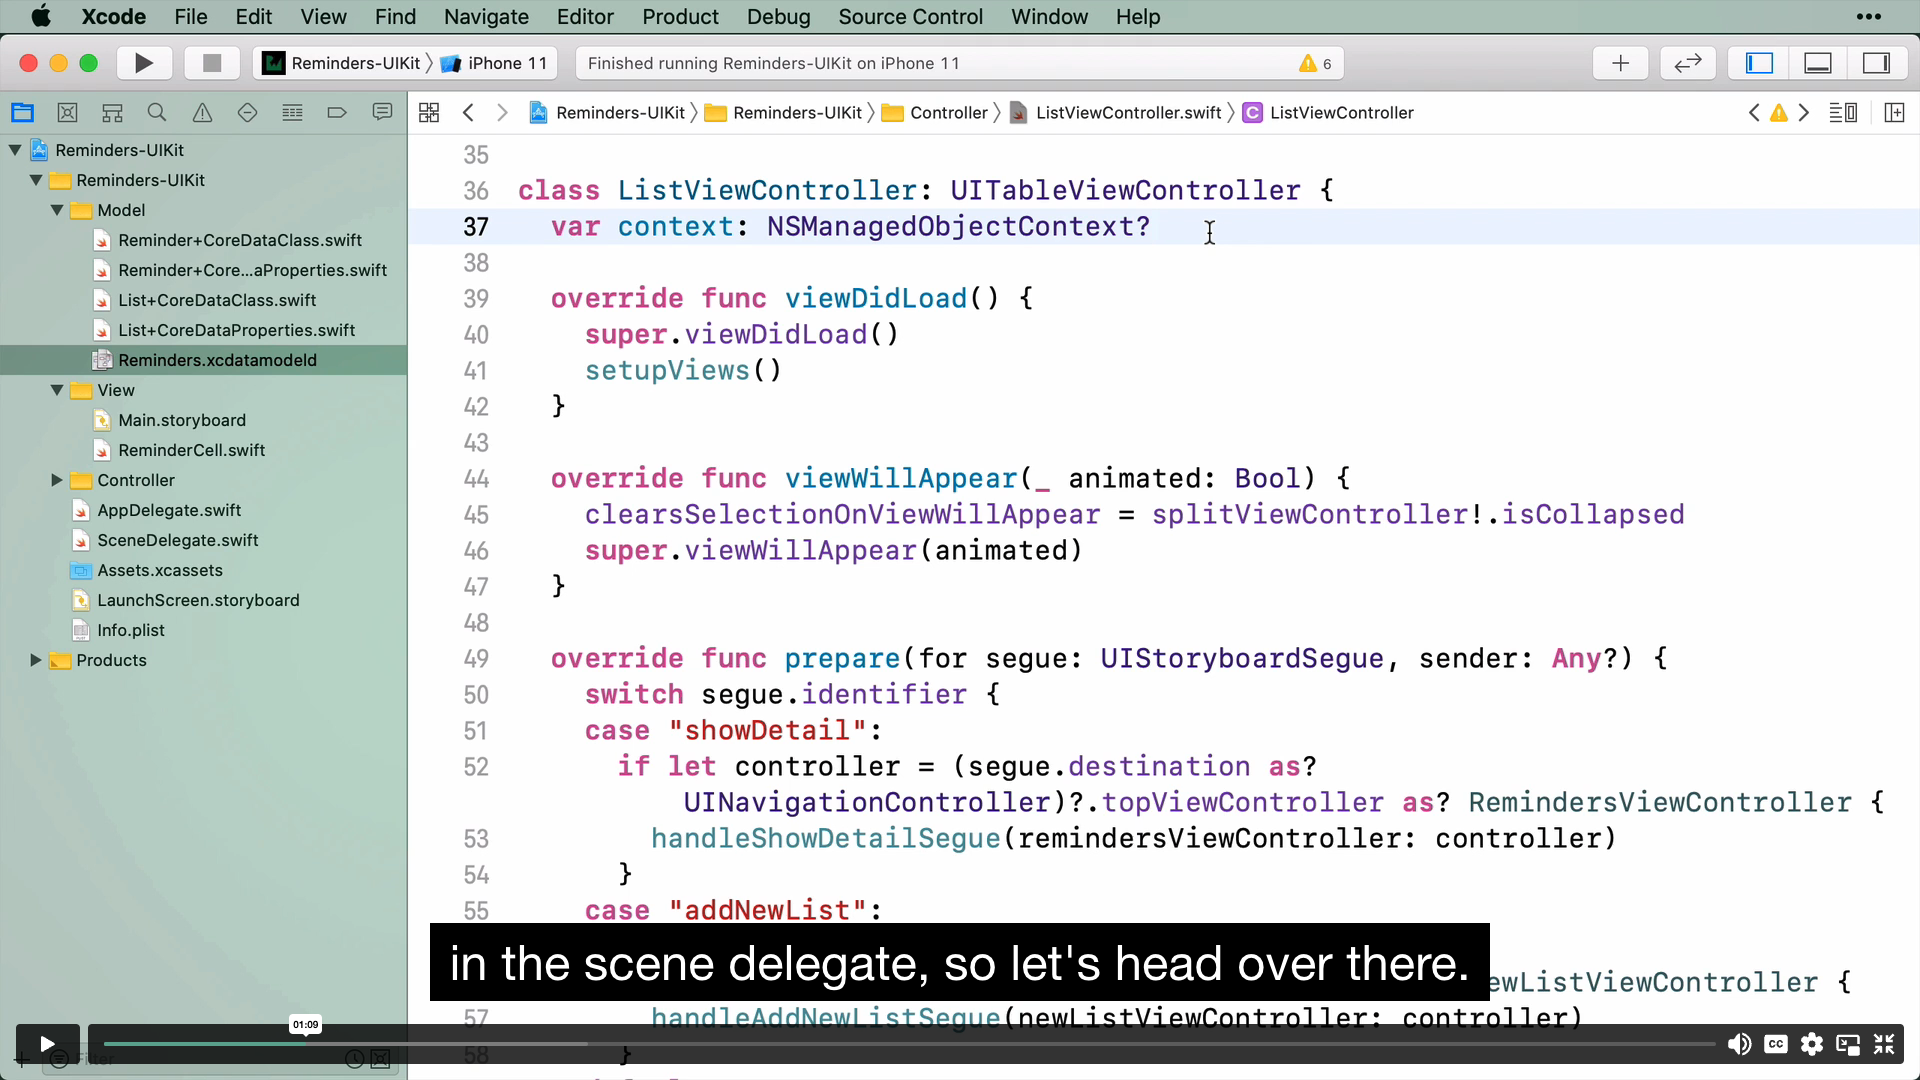 Xcode File Edit View Find Navigate Editor Product Debug Source Control Window Help
Reminders-UIKit iPhone 11
Finished running Reminders-UIKit on iPhone 11
6
Reminders-UIKit Reminders-UIKit Controller ListViewController.swift C ListViewController
Reminders-UIKit
Reminders-UIKit
Model
Reminder+CoreDataClass.swift
Reminder+Core...aProperties.swift
List+CoreDataClass.swift
List+CoreDataProperties.swift
Reminders.xcdatamodeld
View
Main.storyboard
ReminderCell.swift
Controller
AppDelegate.swift
SceneDelegate.swift
Assets.xcassets
LaunchScreen.storyboard
Info.plist
Products
Filter
35
36 class ListViewController: UITableViewController {
37 var context: NSManagedObjectContext?
38
39 override func viewDidLoad() {
40 super.viewDidLoad()
41 setupViews()
42 }
43
44 override func viewWillAppear(_ animated: Bool) {
45 clearsSelectionOnViewWillAppear = splitViewController!.isCollapsed
46 super.viewWillAppear(animated)
47 }
48
49 override func prepare(for segue: UIStoryboardSegue, sender: Any?) {
50 switch segue.identifier {
51 case "showDetail":
52 if let controller = (segue.destination as?
UINavigationController)?.topViewController as? RemindersViewController {
53 handleShowDetailSegue(remindersViewController: controller)
54 }
55 case "addNewList":
ewListViewController {
57 handleAddNewListSegue(newListViewController: controller)
58 }
in the scene delegate, so let's head over there.
01:09
CC